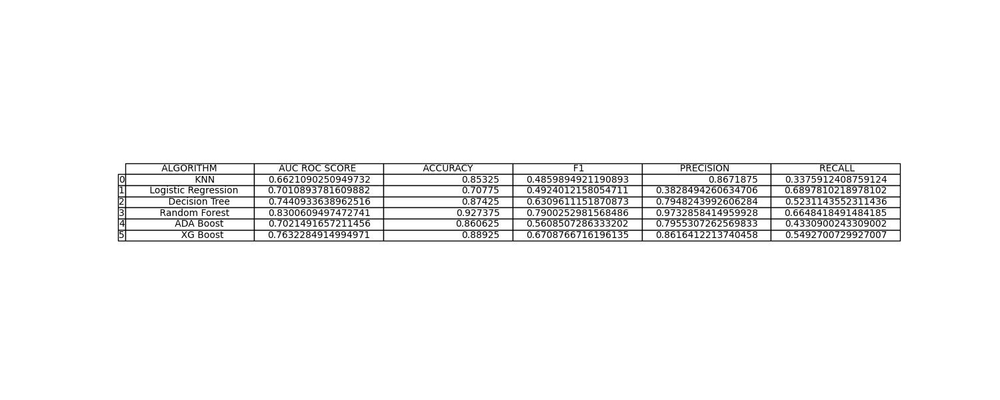 ALGORITHM AUC ROC SCORE ACCURACY F1 PRECISION RECALL
0 KNN 0.6621090250949732 0.85325 0.4859894921190893 0.8671875 0.3375912408759124
1 Logistic Regression 0.7010893781609882 0.70775 0.4924012158054711 0.3828494260634706 0.6897810218978102
2 Decision Tree 0.7440933638962516 0.87425 0.6309611151870873 0.7948243992606284 0.5231143552311436
3 Random Forest 0.8300609497472741 0.927375 0.7900252981568486 0.9732858414959928 0.6648418491484185
4 ADA Boost 0.7021491657211456 0.860625 0.5608507286333202 0.7955307262569833 0.4330900243309002
5 XG Boost 0.7632284914994971 0.88925 0.6708766716196135 0.8616412213740458 0.5492700729927007